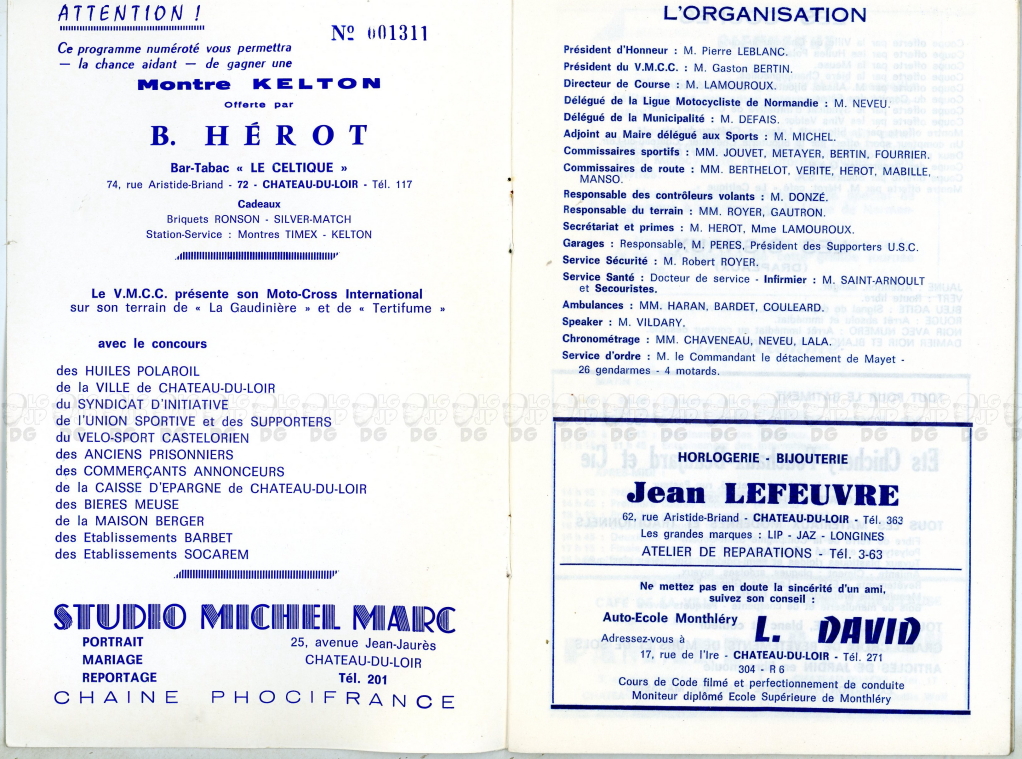 ATTENTION !
Nº 001311
Ce programme numéroté vous permettra
— la chance aidant — de gagner une
Montre KELTON
Offerte par
B. HÉROT
Bar-Tabac « LE CELTIQUE »
74, rue Aristide-Briand - 72 - CHATEAU-DU-LOIR - Tél. 117
Cadeaux
Briquets RONSON - SILVER-MATCH
Station-Service : Montres TIMEX - KELTON
Le V.M.C.C. présente son Moto-Cross International
sur son terrain de « La Gaudinière » et de « Tertifume »
avec le concours
des HUILES POLAROIL
de la VILLE de CHATEAU-DU-LOIR
du SYNDICAT D'INITIATIVE
de l'UNION SPORTIVE et des SUPPORTERS
du VELO-SPORT CASTELORIEN
des ANCIENS PRISONNIERS
des COMMERÇANTS ANNONCEURS
de la CAISSE D'EPARGNE de CHATEAU-DU-LOIR
des BIERES MEUSE
de la MAISON BERGER
des Etablissements BARBET
des Etablissements SOCAREM
STUDIO MICHEL MARC
PORTRAIT
MARIAGE
REPORTAGE
25, avenue Jean-Jaurès
CHATEAU-DU-LOIR
Tél. 201
CHAINE PHOCIFRANCE
L'ORGANISATION
Président d'Honneur : M. Pierre LEBLANC.
Président du V.M.C.C. : M. Gaston BERTIN.
Directeur de Course : M. LAMOUROUX.
Délégué de la Ligue Motocycliste de Normandie : M. NEVEU.
Délégué de la Municipalité : M. DEFAIS.
Adjoint au Maire délégué aux Sports : M. MICHEL.
Commissaires sportifs : MM. JOUVET, METAYER, BERTIN, FOURRIER.
Commissaires de route : MM. BERTHELOT, VERITE, HEROT, MABILLE,
MANSO.
Responsable des contrôleurs volants : M. DONZÉ.
Responsable du terrain : MM. ROYER, GAUTRON.
Secrétariat et primes : M. HEROT, Mme LAMOUROUX.
Garages : Responsable, M. PERES, Président des Supporters U.S.C.
Service Sécurité : M. Robert ROYER.
Service Santé : Docteur de service - Infirmier : M. SAINT-ARNOULT
et Secouristes.
Ambulances : MM. HARAN, BARDET, COULEARD.
Speaker : M. VILDARY.
Chronométrage : MM. CHAVENEAU, NEVEU, LALA.
Service d'ordre : M. le Commandant le détachement de Mayet -
26 gendarmes - 4 motards.
HORLOGERIE - BIJOUTERIE
Jean LEFEUVRE
62, rue Aristide-Briand - CHATEAU-DU-LOIR - Tél. 363
Les grandes marques : LIP - JAZ - LONGINES
ATELIER DE REPARATIONS - Tél. 3-63
Ne mettez pas en doute la sincérité d'un ami,
suivez son conseil :
Auto-Ecole Monthléry
Adressez-vous à
L. DAVID
17, rue de l'Ire - CHATEAU-DU-LOIR - Tél. 271
304 - R 6
Cours de Code filmé et perfectionnement de conduite
Moniteur diplômé Ecole Supérieure de Monthléry